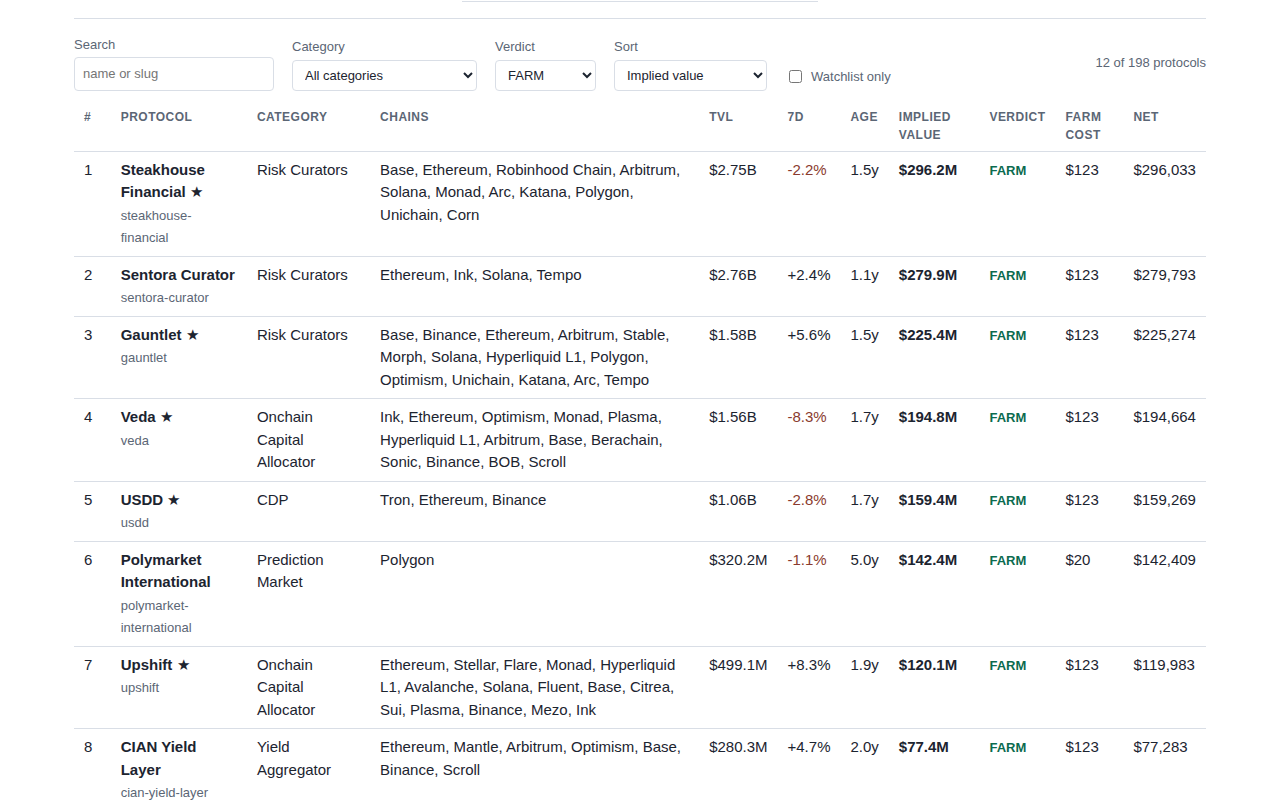 Search Category Verdict Sort
name or slug All categories FARM Implied value Watchlist only 12 of 198 protocols
# PROTOCOL CATEGORY CHAINS TVL 7D AGE IMPLIED VERDICT FARM NET
VALUE COST
1 Steakhouse Risk Curators Base, Ethereum, Robinhood Chain, Arbitrum, $2.75B -2.2% 1.5y $296.2M FARM $123 $296,033
Financial ★ Solana, Monad, Arc, Katana, Polygon,
steakhouse- Unichain, Corn
financial
2 Sentora Curator Risk Curators Ethereum, Ink, Solana, Tempo $2.76B +2.4% 1.1y $279.9M FARM $123 $279,793
sentora-curator
3 Gauntlet ★ Risk Curators Base, Binance, Ethereum, Arbitrum, Stable, $1.58B +5.6% 1.5y $225.4M FARM $123 $225,274
gauntlet Morph, Solana, Hyperliquid L1, Polygon,
Optimism, Unichain, Katana, Arc, Tempo
4 Veda ★ Onchain Ink, Ethereum, Optimism, Monad, Plasma, $1.56B -8.3% 1.7y $194.8M FARM $123 $194,664
veda Capital Hyperliquid L1, Arbitrum, Base, Berachain,
Allocator Sonic, Binance, BOB, Scroll
5 USDD ★ CDP Tron, Ethereum, Binance $1.06B -2.8% 1.7y $159.4M FARM $123 $159,269
usdd
6 Polymarket Prediction Polygon $320.2M -1.1% 5.0y $142.4M FARM $20 $142,409
International Market
polymarket-
international
7 Upshift ★ Onchain Ethereum, Stellar, Flare, Monad, Hyperliquid $499.1M +8.3% 1.9y $120.1M FARM $123 $119,983
upshift Capital L1, Avalanche, Solana, Fluent, Base, Citrea,
Allocator Sui, Plasma, Binance, Mezo, Ink
8 CIAN Yield Yield Ethereum, Mantle, Arbitrum, Optimism, Base, $280.3M +4.7% 2.0y $77.4M FARM $123 $77,283
Layer Aggregator Binance, Scroll
cian-yield-layer